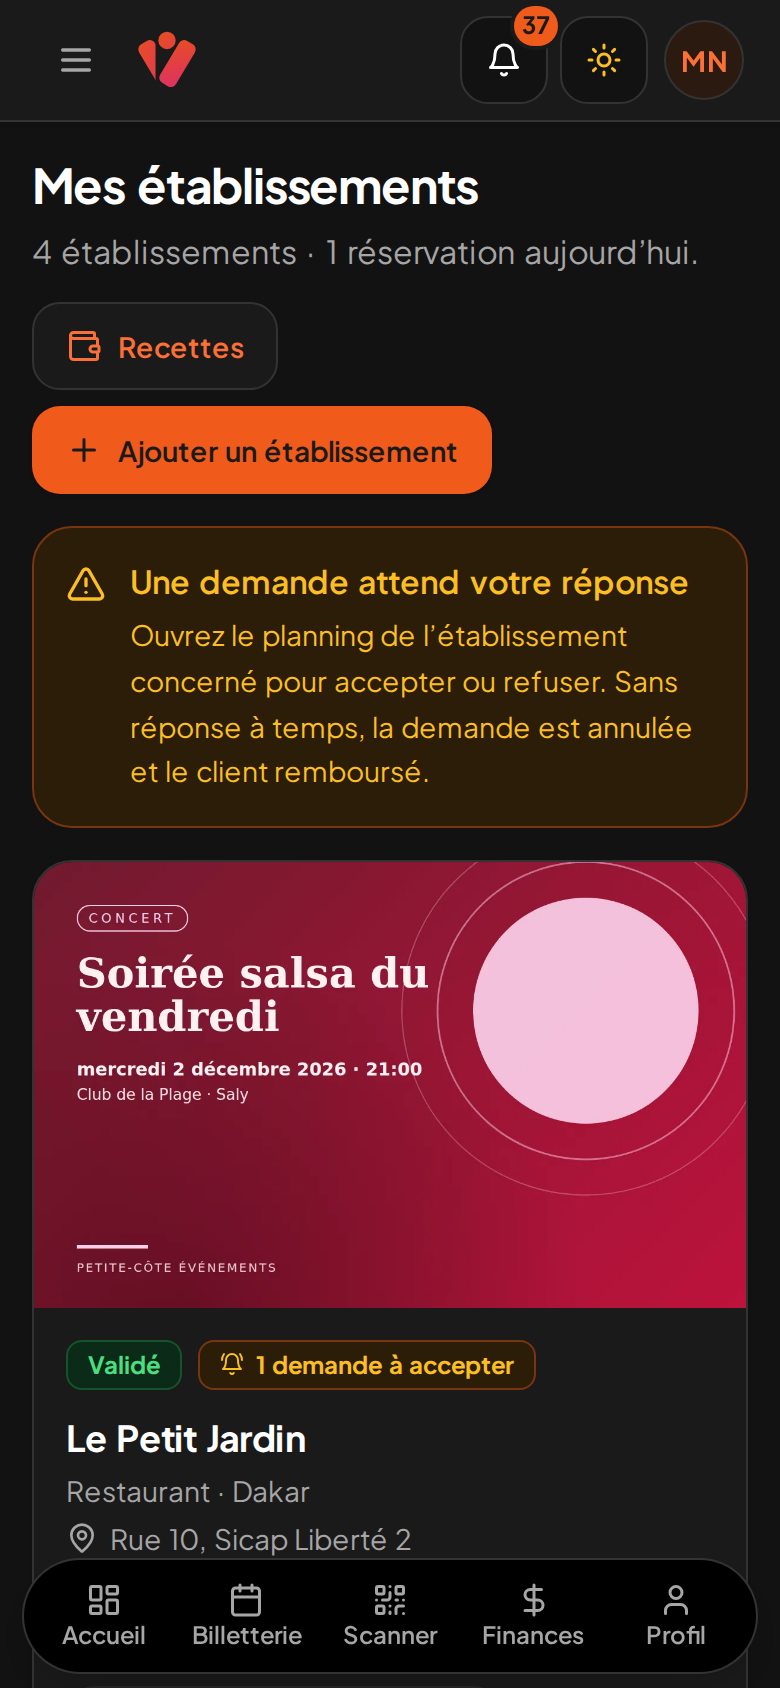 37
MN
Mes établissements
4 établissements · 1 réservation aujourd’hui.
Recettes
Ajouter un établissement
Une demande attend votre réponse
Ouvrez le planning de l’établissement
concerné pour accepter ou refuser. Sans
réponse à temps, la demande est annulée
et le client remboursé.
CONCERT
Soirée salsa du
vendredi
mercredi 2 décembre 2026 · 21:00
Club de la Plage · Saly
PETITE-CÔTE ÉVÉNEMENTS
Validé
1 demande à accepter
Le Petit Jardin
Restaurant · Dakar
Rue 10, Sicap Liberté 2
Accueil
Billetterie
Scanner
Finances
Profil